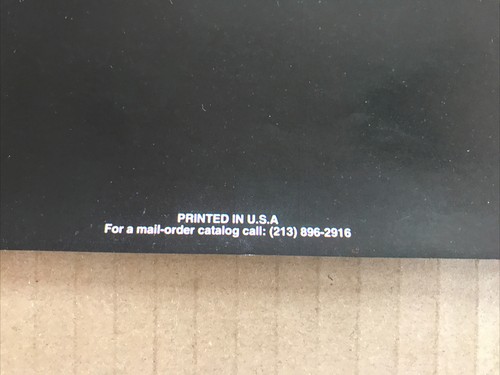 PRINTED IN U.S.A
For a mail-order catalog call: (213) 896-2916